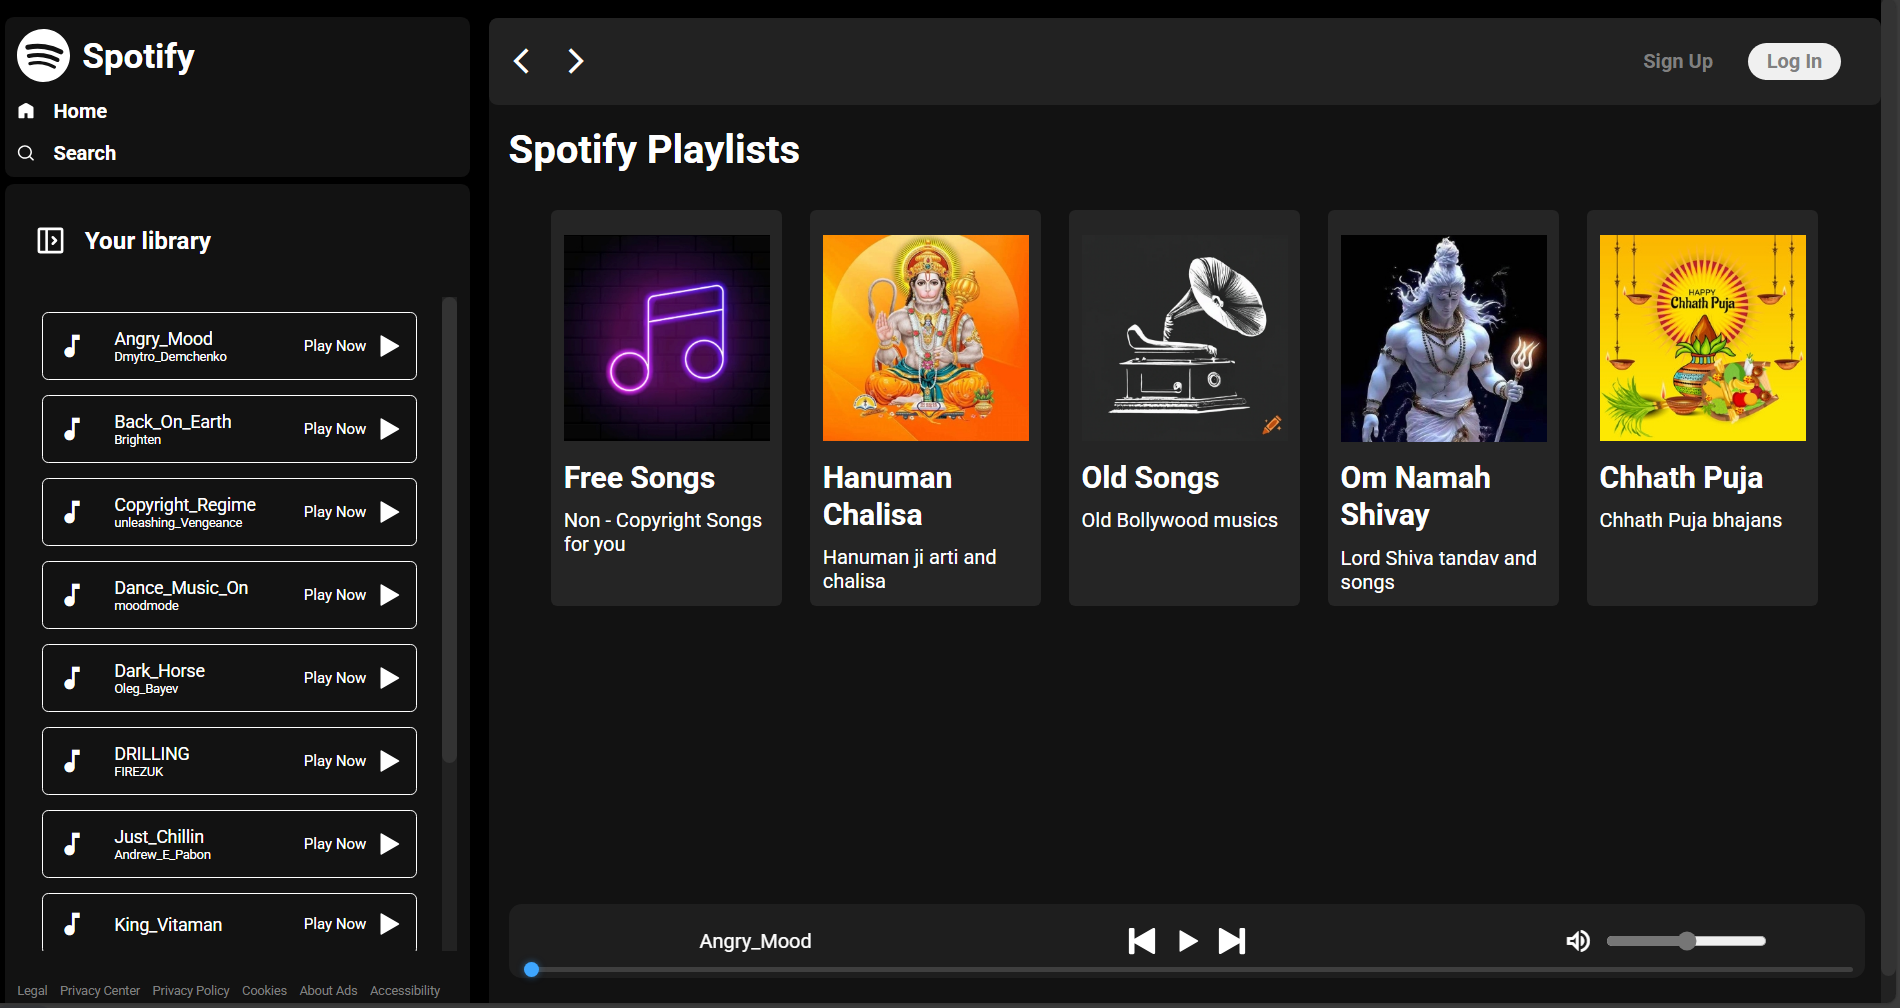 Spotify
Home
Search
Your library
Angry_Mood
Dmytro_Demchenko
Play Now
Back_On_Earth
Brighten
Play Now
Copyright_Regime
unleashing_Vengeance
Play Now
Dance_Music_On
moodmode
Play Now
Dark_Horse
Oleg_Bayev
Play Now
DRILLING
FIREZUK
Play Now
Just_Chillin
Andrew_E_Pabon
Play Now
King_Vitaman
Play Now
Legal Privacy Center Privacy Policy Cookies About Ads Accessibility
Sign Up
Log In
Spotify Playlists
Free Songs
Non - Copyright Songs
for you
Hanuman
Chalisa
Hanuman ji arti and
chalisa
Old Songs
Old Bollywood musics
Om Namah
Shivay
Lord Shiva tandav and
songs
HAPPY
Chhath Puja
Chhath Puja
Chhath Puja bhajans
Angry_Mood